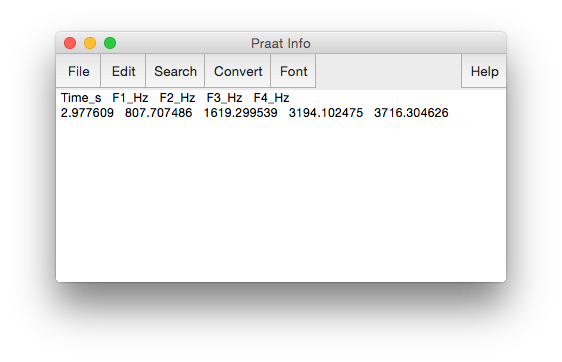 Praat Info
File Edit Search Convert Font Help
Time_s F1_Hz F2_Hz F3_Hz F4_Hz
2.977609 807.707486 1619.299539 3194.102475 3716.304626